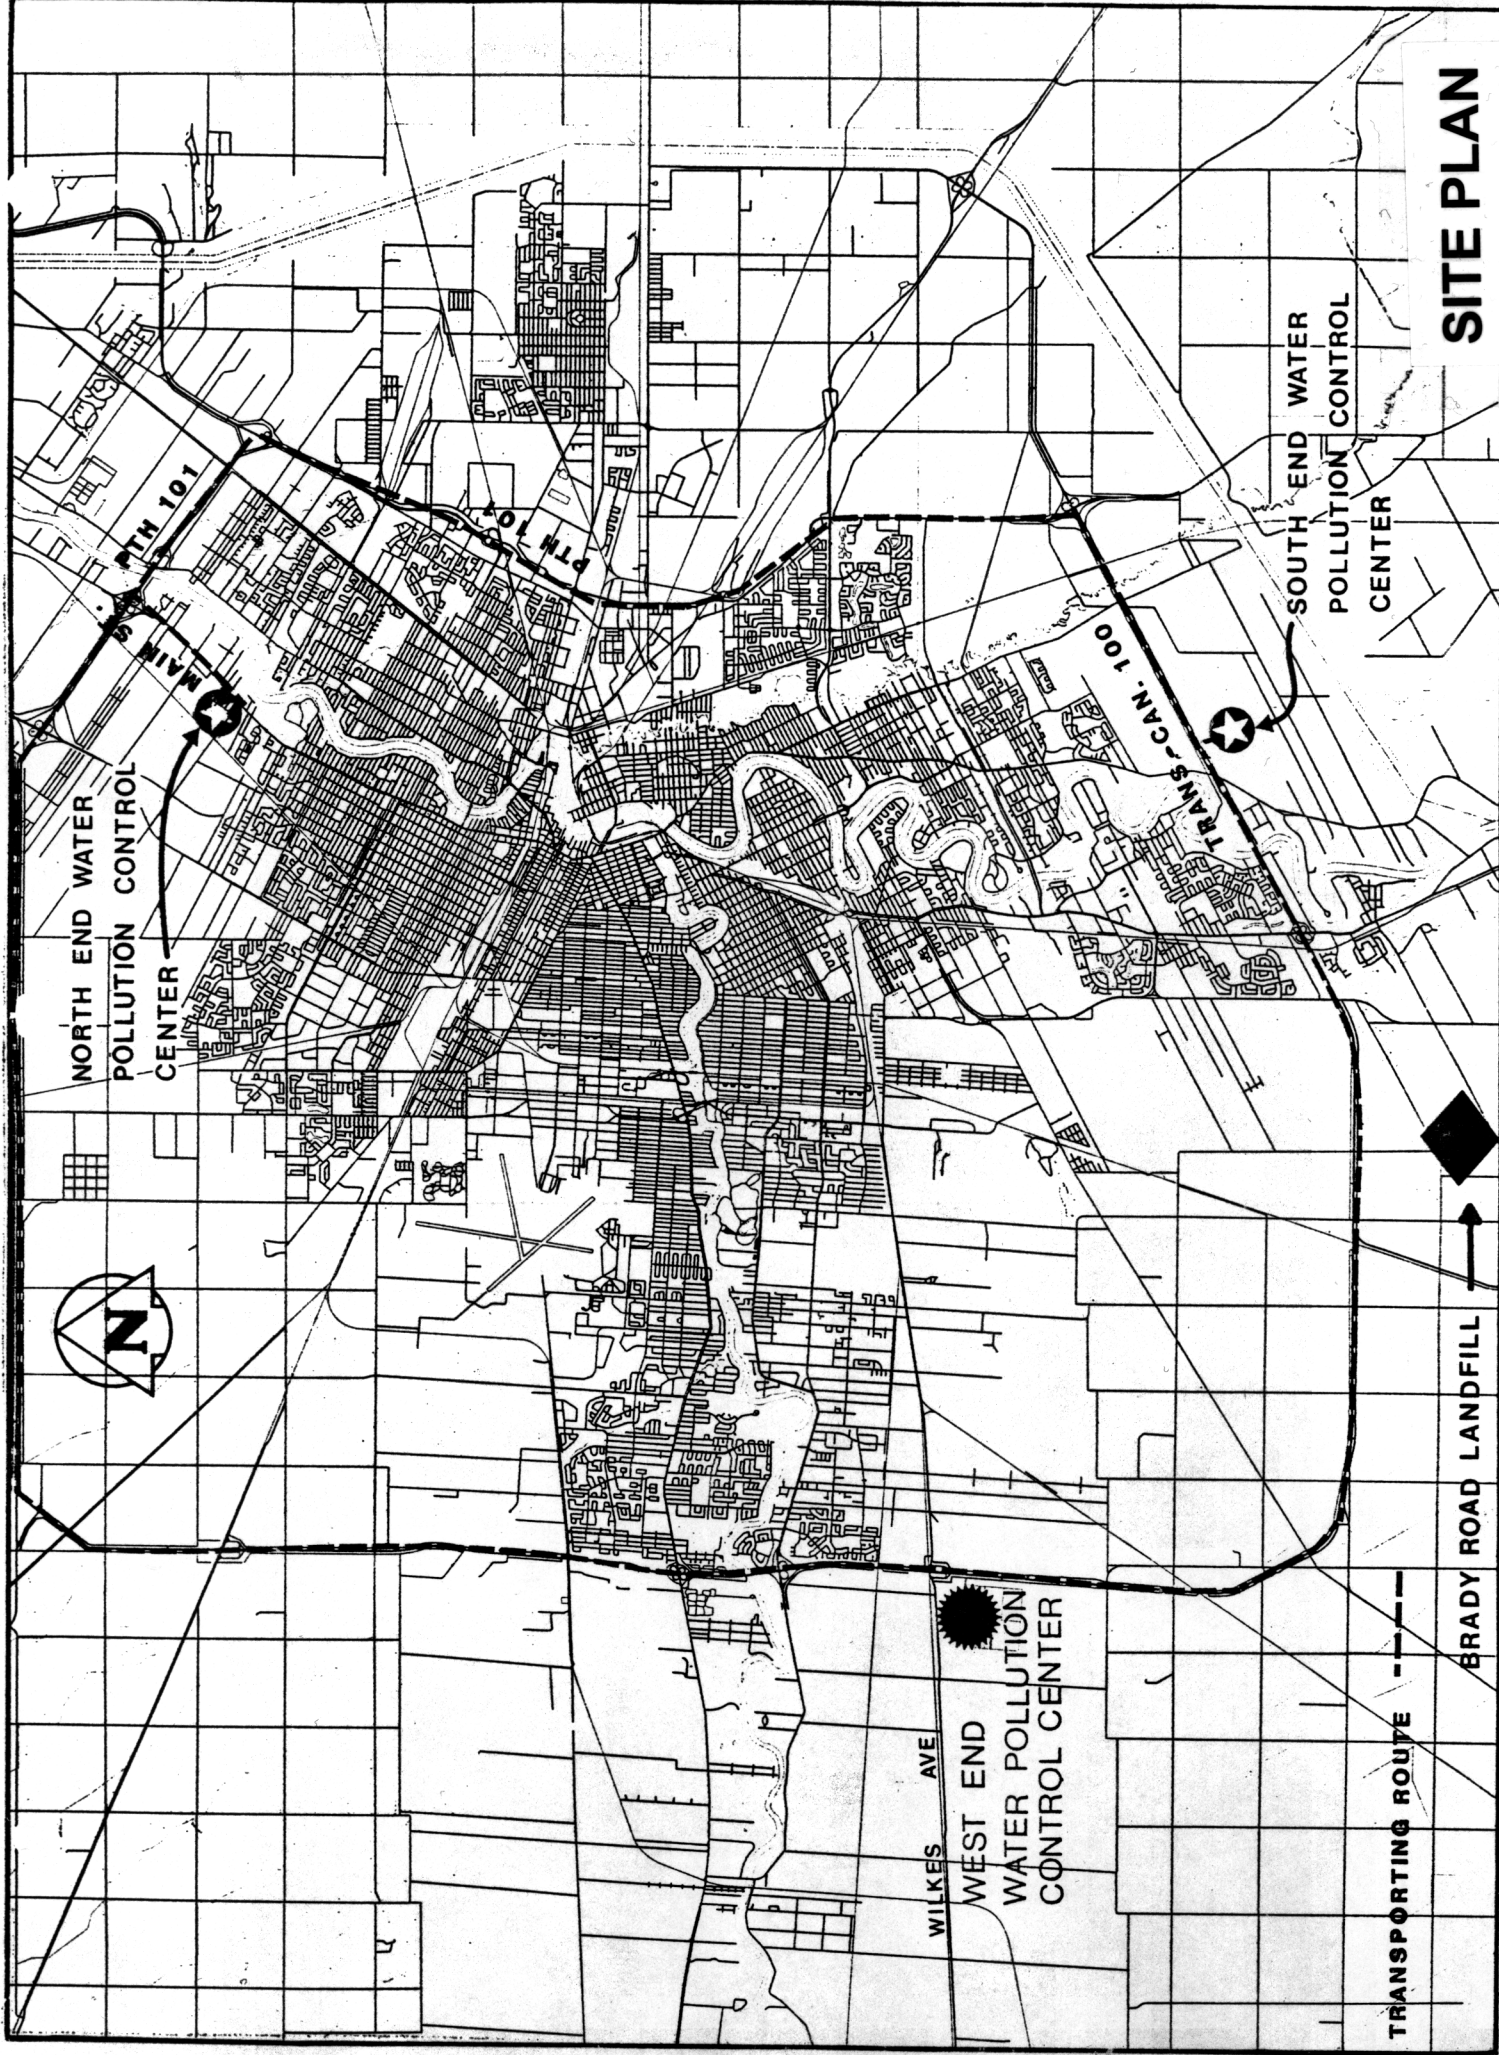 NORTH END WATER
POLLUTION CONTROL
CENTER
MAIN S.
PTH 101
PTH 101
N
TRANS.-CAN. 100
SOUTH END WATER
POLLUTION CONTROL
CENTER
WILKES AVE
WEST END
WATER POLLUTION
CONTROL CENTER
TRANSPORTING ROUTE
BRADY ROAD LANDFILL
SITE PLAN